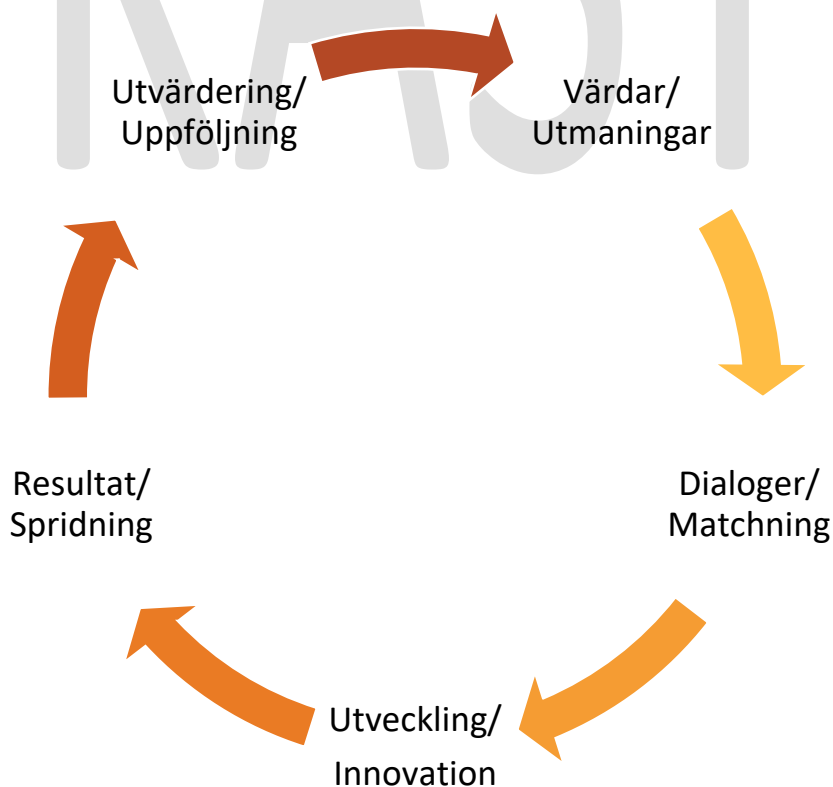 Utvärdering/
Uppföljning
Värdar/
Utmaningar
Resultat/
Spridning
Dialoger/
Matchning
Utveckling/
Innovation